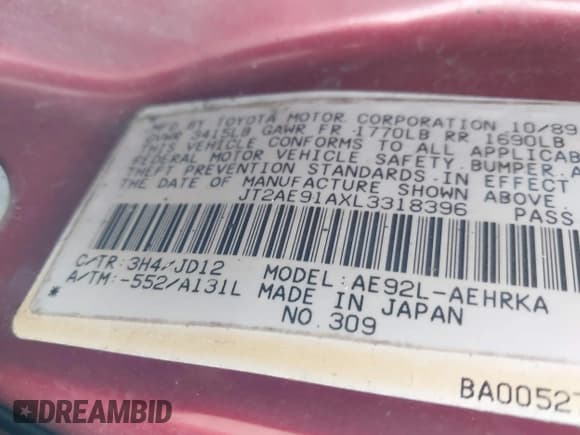 MFG BY TOYOTA MOTOR CORPORATION 10/89
GVWR 3415LB GAWR FR 1770LB RR 1690LB
THIS VEHICLE CONFORMS TO ALL APPLICAB
FEDERAL MOTOR VEHICLE SAFETY, BUMPER A
THEFT PREVENTION STANDARDS IN EFFECT
THE DATE OF MANUFACTURE SHOWN ABOVE
JT2AE91AXL3318396 PASS
C/TR: 3H4/JD12 MODEL: AE92L-AEHRKA
A/TM:-552/A131L MADE IN JAPAN
* NO. 309
BA00527
DREAMBID